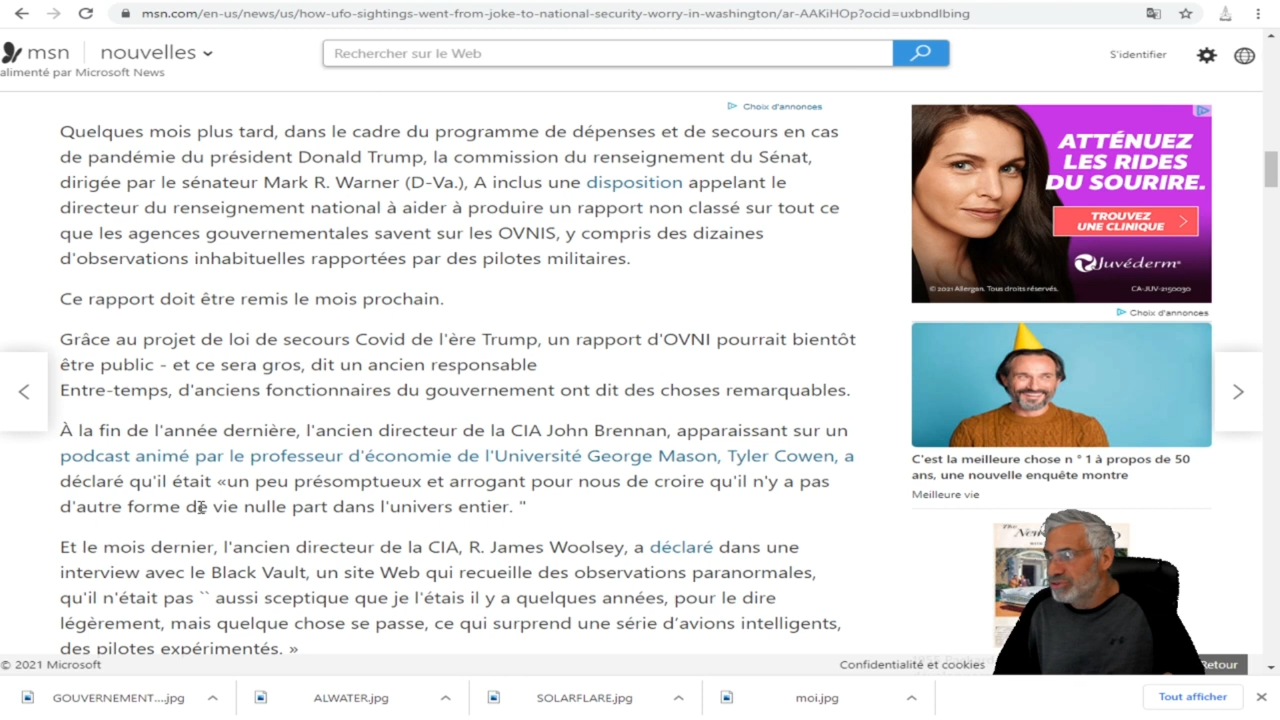 msn.com/en-us/news/us/how-ufo-sightings-went-from-joke-to-national-security-worry-in-washington/ar-AAKiHOp?ocid=uxbndlbing
msn nouvelles
Rechercher sur le Web
S'identifier
alimenté par Microsoft News
Choix d'annonces
Quelques mois plus tard, dans le cadre du programme de dépenses et de secours en cas
de pandémie du président Donald Trump, la commission du renseignement du Sénat,
dirigée par le sénateur Mark R. Warner (D-Va.), A inclus une disposition appelant le
directeur du renseignement national à aider à produire un rapport non classé sur tout ce
que les agences gouvernementales savent sur les OVNIS, y compris des dizaines
d'observations inhabituelles rapportées par des pilotes militaires.
Ce rapport doit être remis le mois prochain.
Grâce au projet de loi de secours Covid de l'ère Trump, un rapport d'OVNI pourrait bientôt
être public - et ce sera gros, dit un ancien responsable
Entre-temps, d'anciens fonctionnaires du gouvernement ont dit des choses remarquables.
À la fin de l'année dernière, l'ancien directeur de la CIA John Brennan, apparaissant sur un
podcast animé par le professeur d'économie de l'Université George Mason, Tyler Cowen, a
déclaré qu'il était «un peu présomptueux et arrogant pour nous de croire qu'il n'y a pas
d'autre forme de vie nulle part dans l'univers entier. "
Et le mois dernier, l'ancien directeur de la CIA, R. James Woolsey, a déclaré dans une
interview avec le Black Vault, un site Web qui recueille des observations paranormales,
qu'il n'était pas `` aussi sceptique que je l'étais il y a quelques années, pour le dire
légèrement, mais quelque chose se passe, ce qui surprend une série d'avions intelligents,
des pilotes expérimentés. »
ATTÉNUEZ
LES RIDES
DU SOURIRE.
TROUVEZ
UNE CLINIQUE
Juvéderm
© 2021 Allergan. Tous droits réservés.
CA-JUV-2150030
Choix d'annonces
C'est la meilleure chose n ° 1 à propos de 50
ans, une nouvelle enquête montre
Meilleure vie
The
© 2021 Microsoft
Confidentialité et cookies
Retour
GOUVERNEMENT....jpg
ALWATER.jpg
SOLARFLARE.jpg
moi.jpg
Tout afficher